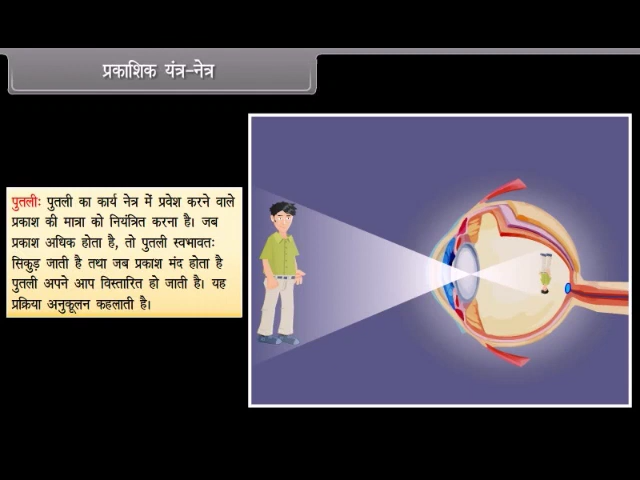 प्रकाशिक यंत्र-नेत्र
पुतलीः पुतली का कार्य नेत्र में प्रवेश करने वाले
प्रकाश की मात्रा को नियंत्रित करना है। जब
प्रकाश अधिक होता है, तो पुतली स्वभावतः
सिकुड़ जाती है तथा जब प्रकाश मंद होता है
पुतली अपने आप विस्तारित हो जाती है। यह
प्रक्रिया अनुकूलन कहलाती है।